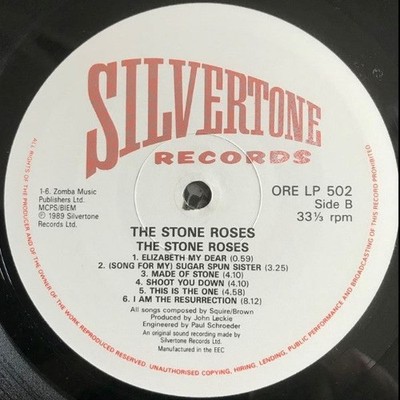 SILVERTONE
RECORDS
1-6. Zomba Music
Publishers Ltd.
MCPS/BIEM
℗ 1989 Silvertone
Records Ltd.
ORE LP 502
Side B
33⅓ rpm
THE STONE ROSES
THE STONE ROSES
1. ELIZABETH MY DEAR (0.59)
2. (SONG FOR MY) SUGAR SPUN SISTER (3.25)
3. MADE OF STONE (4.10)
4. SHOOT YOU DOWN (4.10)
5. THIS IS THE ONE (4.58)
6. I AM THE RESURRECTION (8.12)
All songs composed by Squire/Brown
Produced by John Leckie
Engineered by Paul Schroeder
An original sound recording made by
Silvertone Records Ltd.
Manufactured in the EEC
ALL RIGHTS OF THE PRODUCER AND OF THE OWNER OF THE WORK REPRODUCED RESERVED. UNAUTHORISED COPYING, HIRING, LENDING, PUBLIC PERFORMANCE AND BROADCASTING OF THIS RECORD PROHIBITED